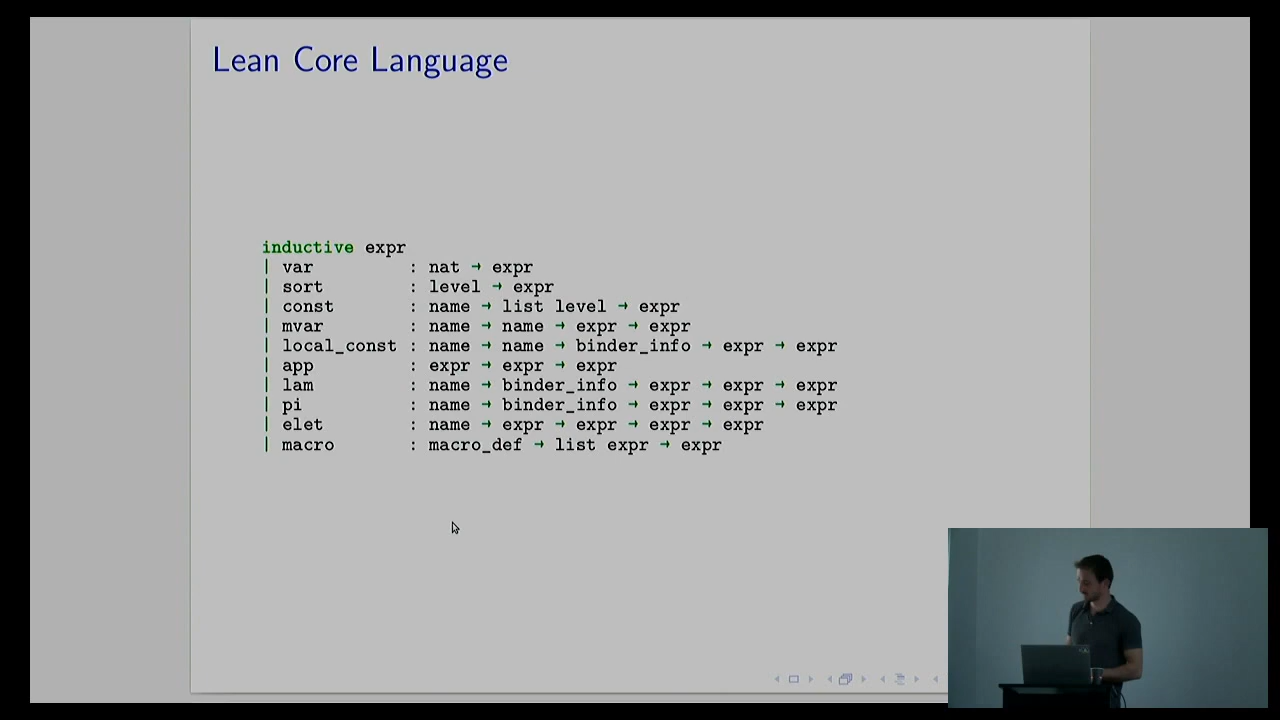 Lean Core Language
inductive expr
| var : nat → expr
| sort : level → expr
| const : name → list level → expr
| mvar : name → name → expr → expr
| local_const : name → name → binder_info → expr → expr
| app : expr → expr → expr
| lam : name → binder_info → expr → expr → expr
| pi : name → binder_info → expr → expr → expr
| elet : name → expr → expr → expr → expr
| macro : macro_def → list expr → expr